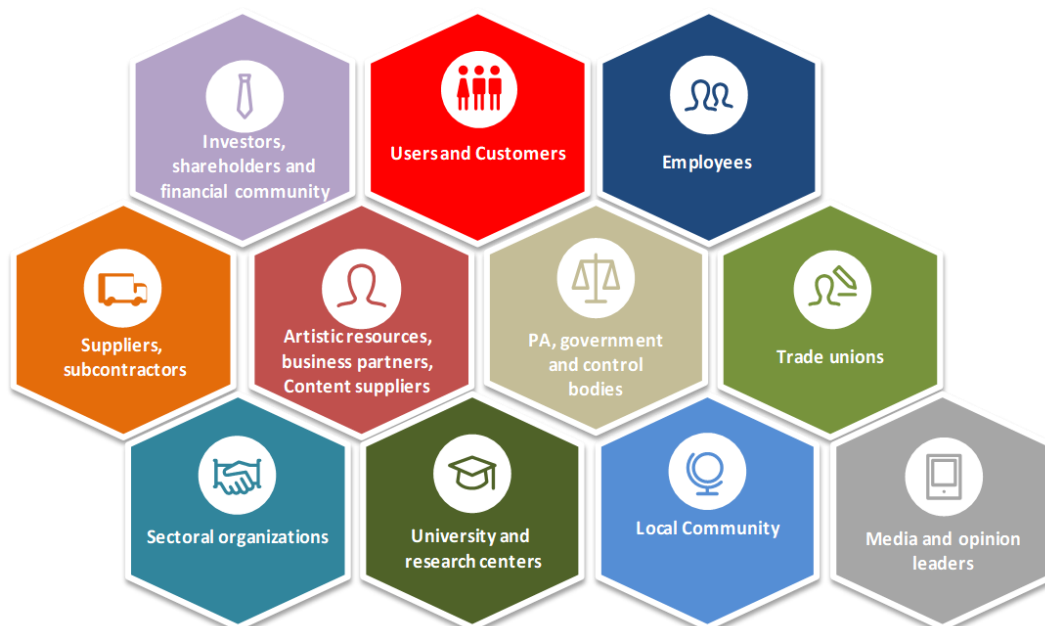 Investors,
shareholders and
financial community
Users and Customers
Employees
Suppliers,
subcontractors
Artistic resources,
business partners,
Content suppliers
PA, government
and control
bodies
Trade unions
Sectoral organizations
University and
research centers
Local Community
Media and opinion
leaders